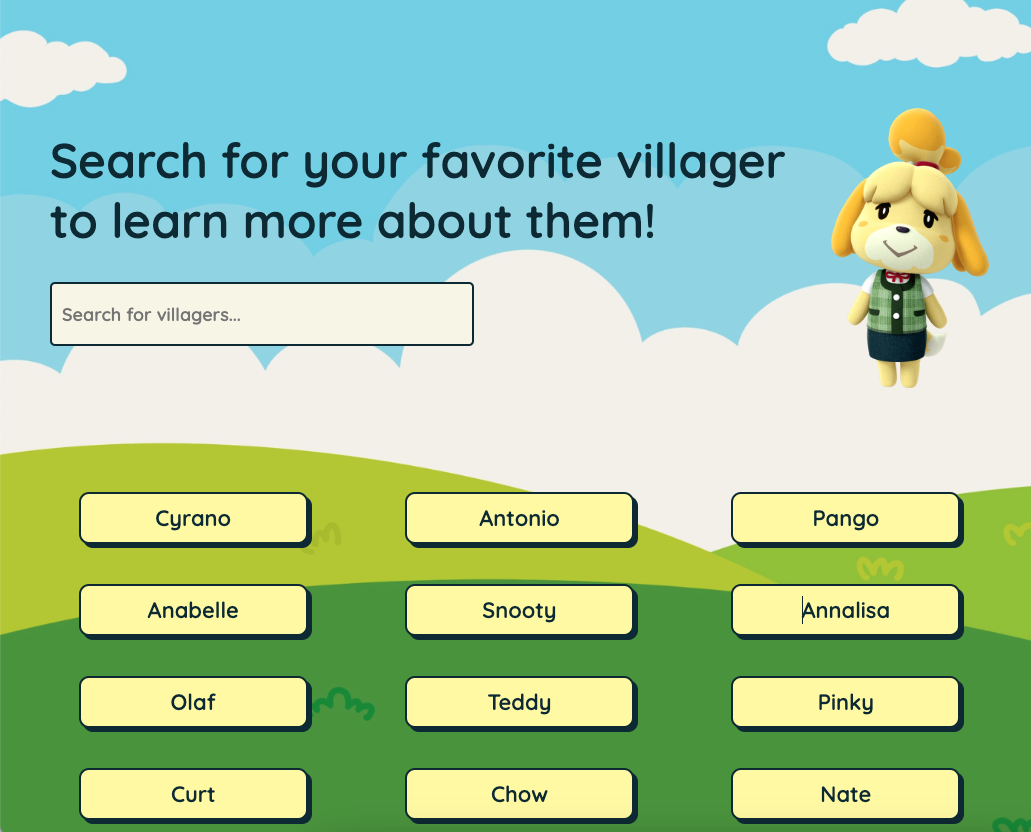 Search for your favorite villager
to learn more about them!
Search for villagers...
Cyrano
Antonio
Pango
Anabelle
Snooty
Annalisa
Olaf
Teddy
Pinky
Curt
Chow
Nate